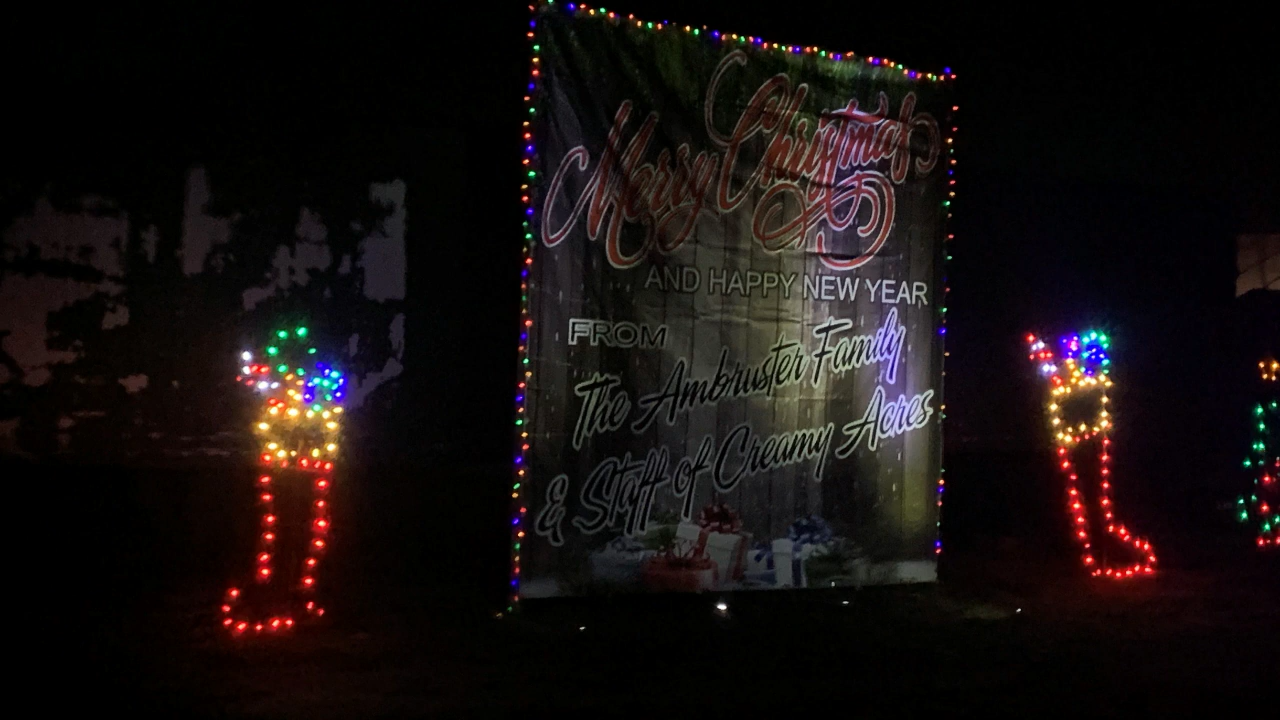 Merry Christmas
AND HAPPY NEW YEAR
FROM
The Ambruster Family
& Staff of Creamy Acres